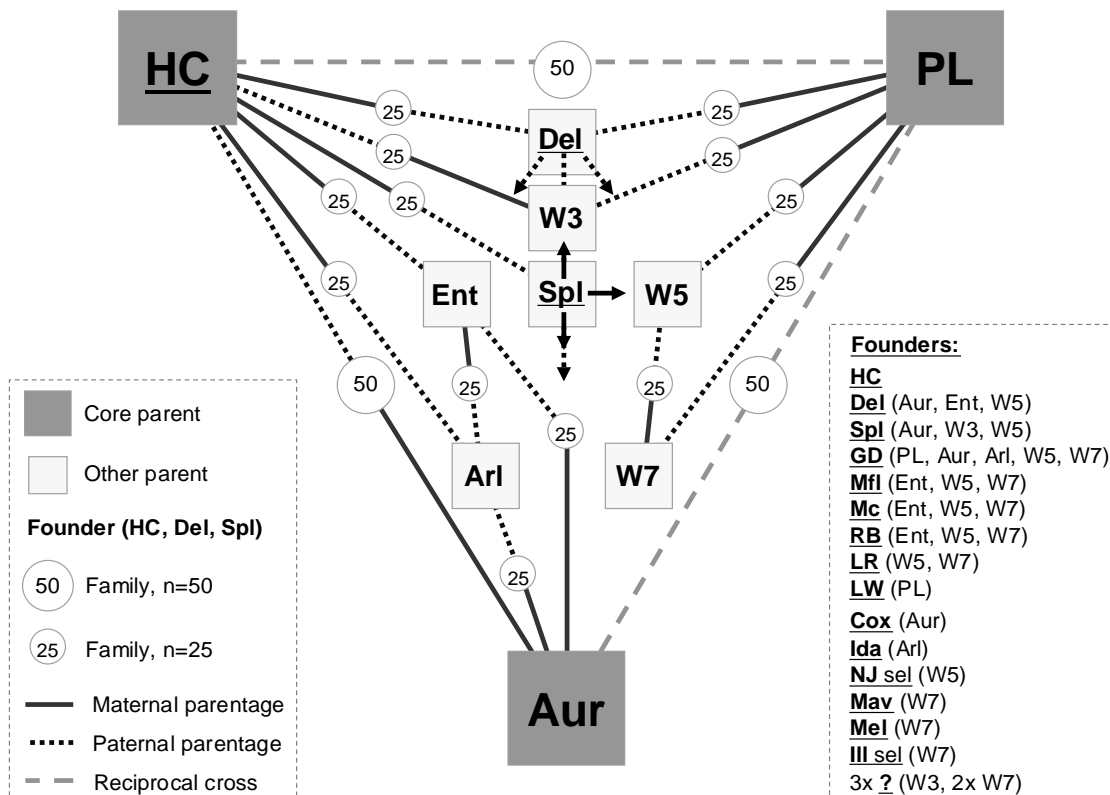 HC
PL
50
25
25
Del
25
25
W3
25
25
25
Ent
Spl
W5
25
25
50
25
25
50
25
Arl
W7
25
Aur
Core parent
Other parent
Founder (HC, Del, Spl)
50 Family, n=50
25 Family, n=25
Maternal parentage
Paternal parentage
Reciprocal cross
Founders:
HC
Del (Aur, Ent, W5)
Spl (Aur, W3, W5)
GD (PL, Aur, Arl, W5, W7)
Mfl (Ent, W5, W7)
Mc (Ent, W5, W7)
RB (Ent, W5, W7)
LR (W5, W7)
LW (PL)
Cox (Aur)
Ida (Arl)
NJ sel (W5)
Mav (W7)
Mel (W7)
Ill sel (W7)
3x ? (W3, 2x W7)